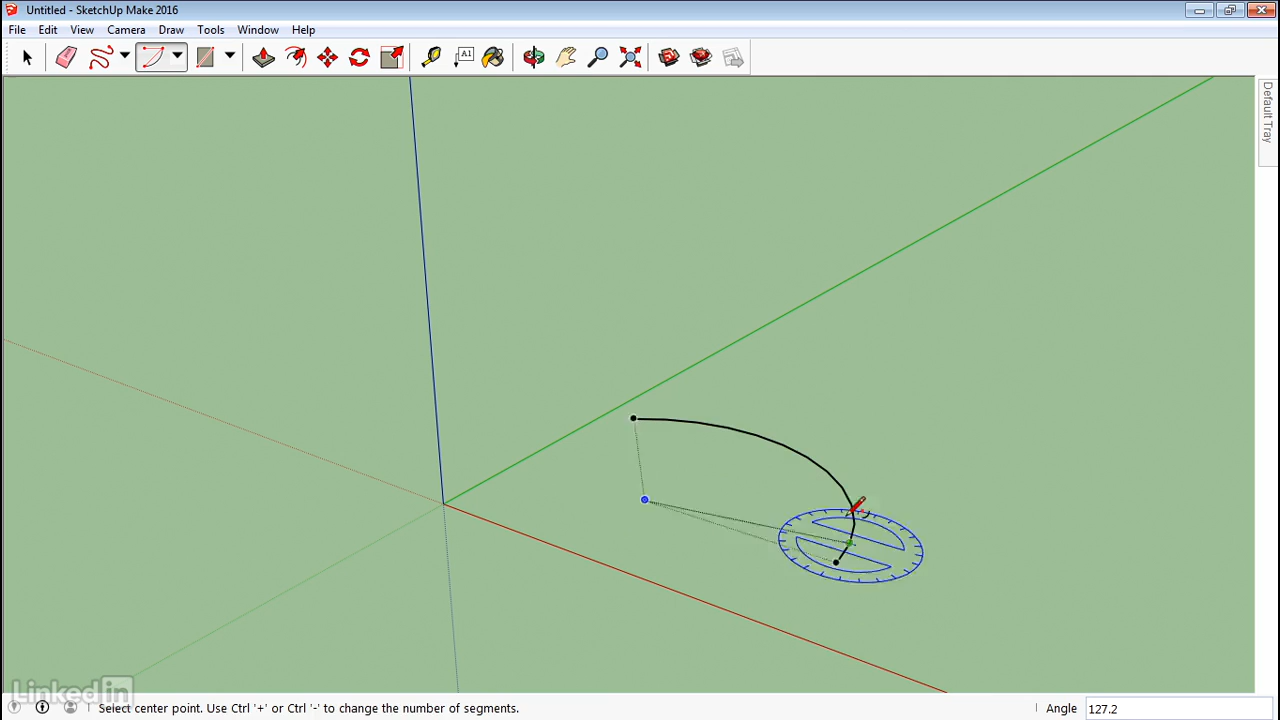 Untitled - SketchUp Make 2016
File Edit View Camera Draw Tools Window Help
A1
Default Tray
LinkedIn
Select center point. Use Ctrl '+' or Ctrl '-' to change the number of segments.
Angle 127.2